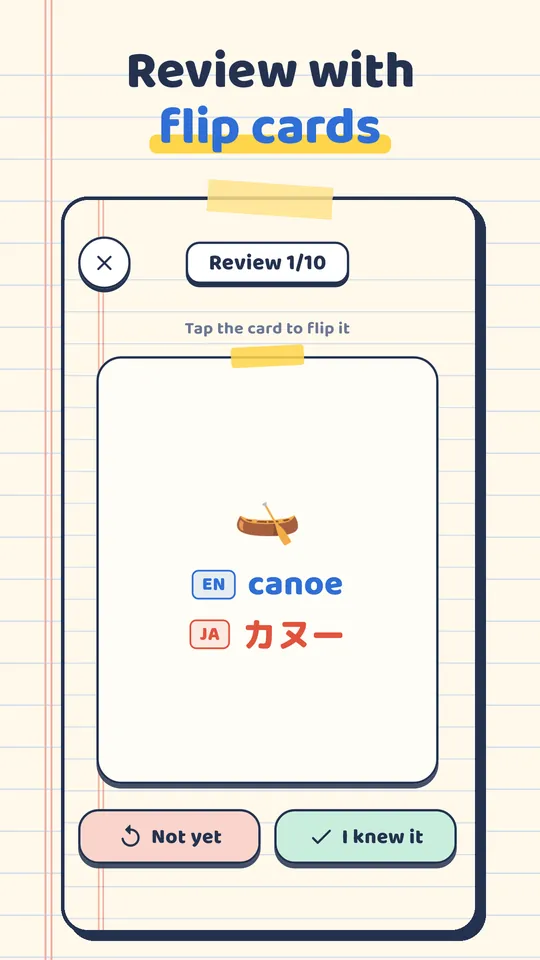 Review with
flip cards
Review 1/10
Tap the card to flip it
EN canoe
JA カヌー
Not yet
I knew it